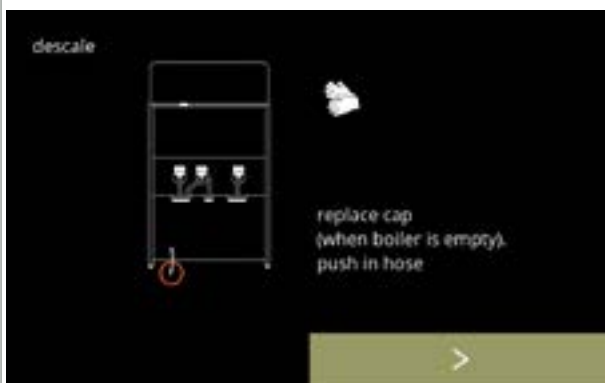 descale
replace cap
(when boiler is empty).
push in hose
>